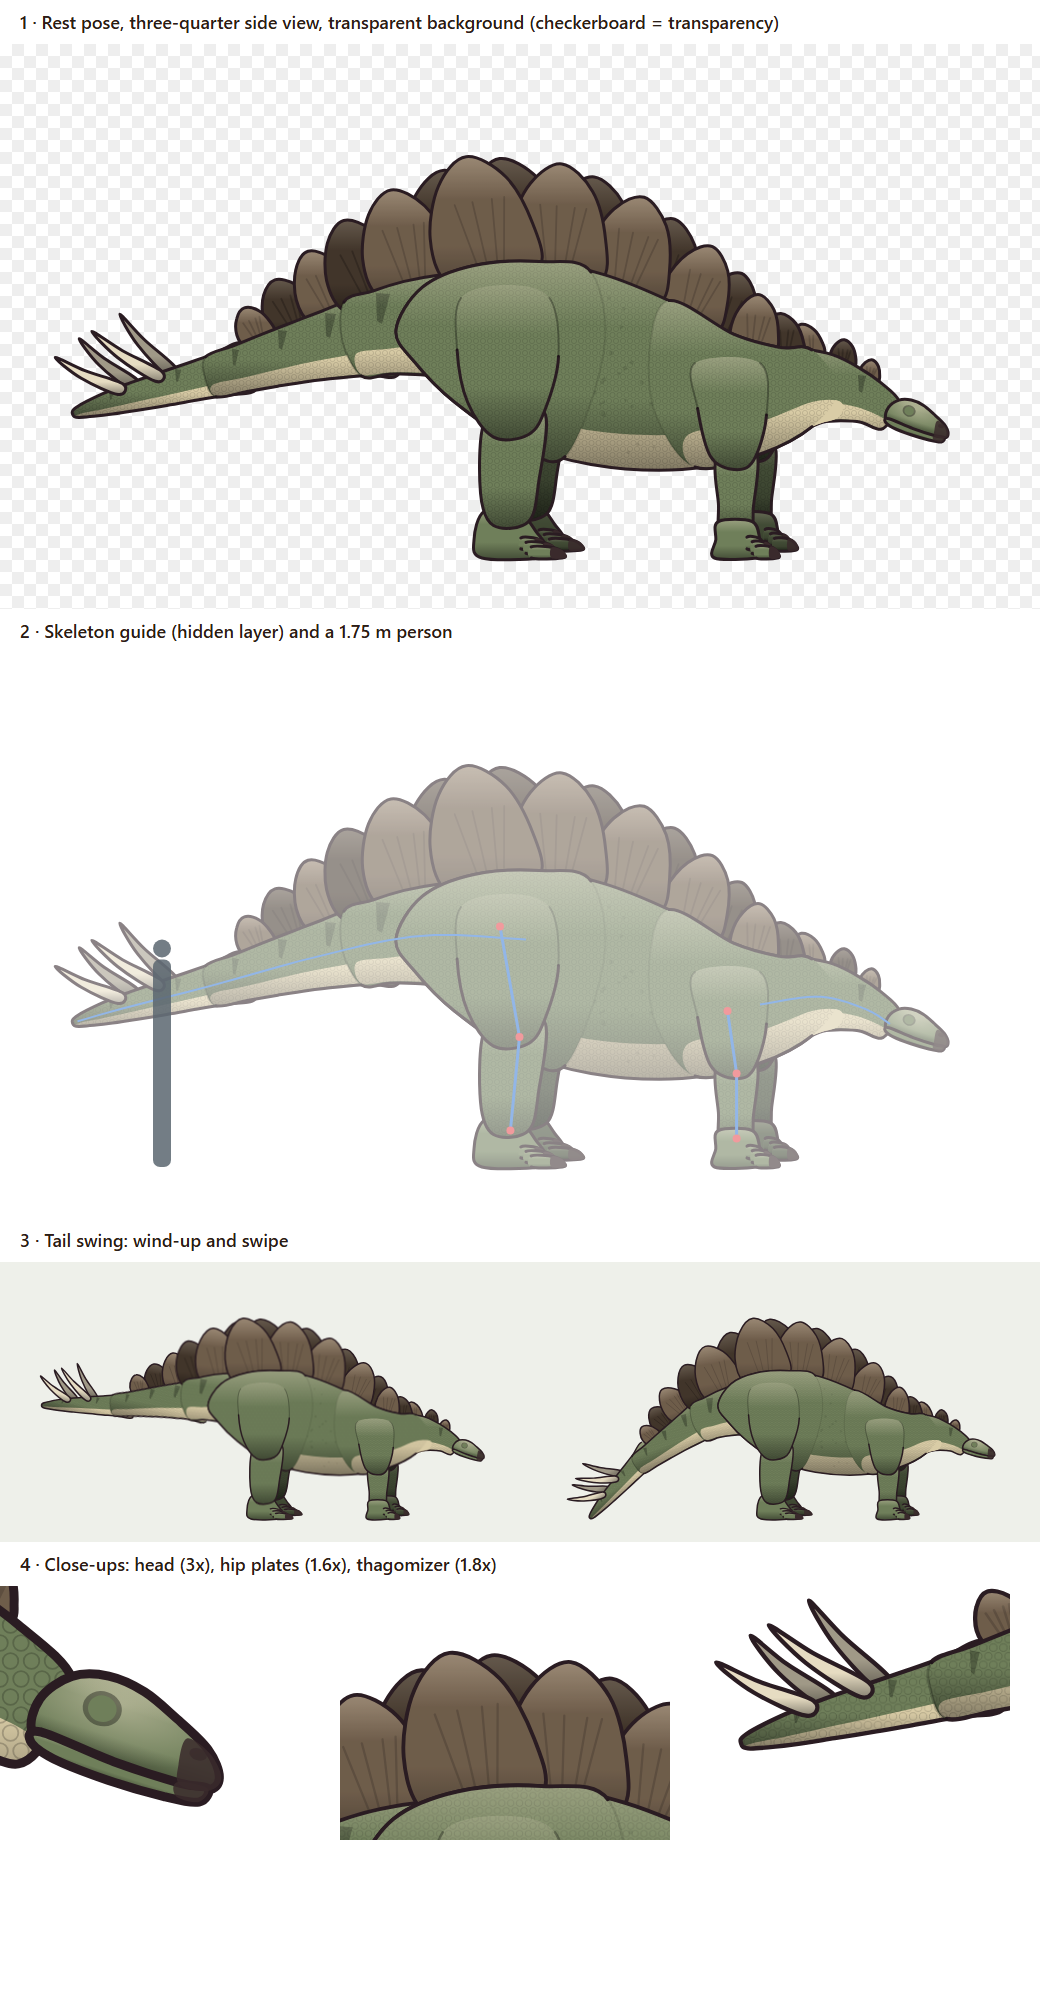 1 · Rest pose, three-quarter side view, transparent background (checkerboard = transparency)
2 · Skeleton guide (hidden layer) and a 1.75 m person
3 · Tail swing: wind-up and swipe
4 · Close-ups: head (3x), hip plates (1.6x), thagomizer (1.8x)